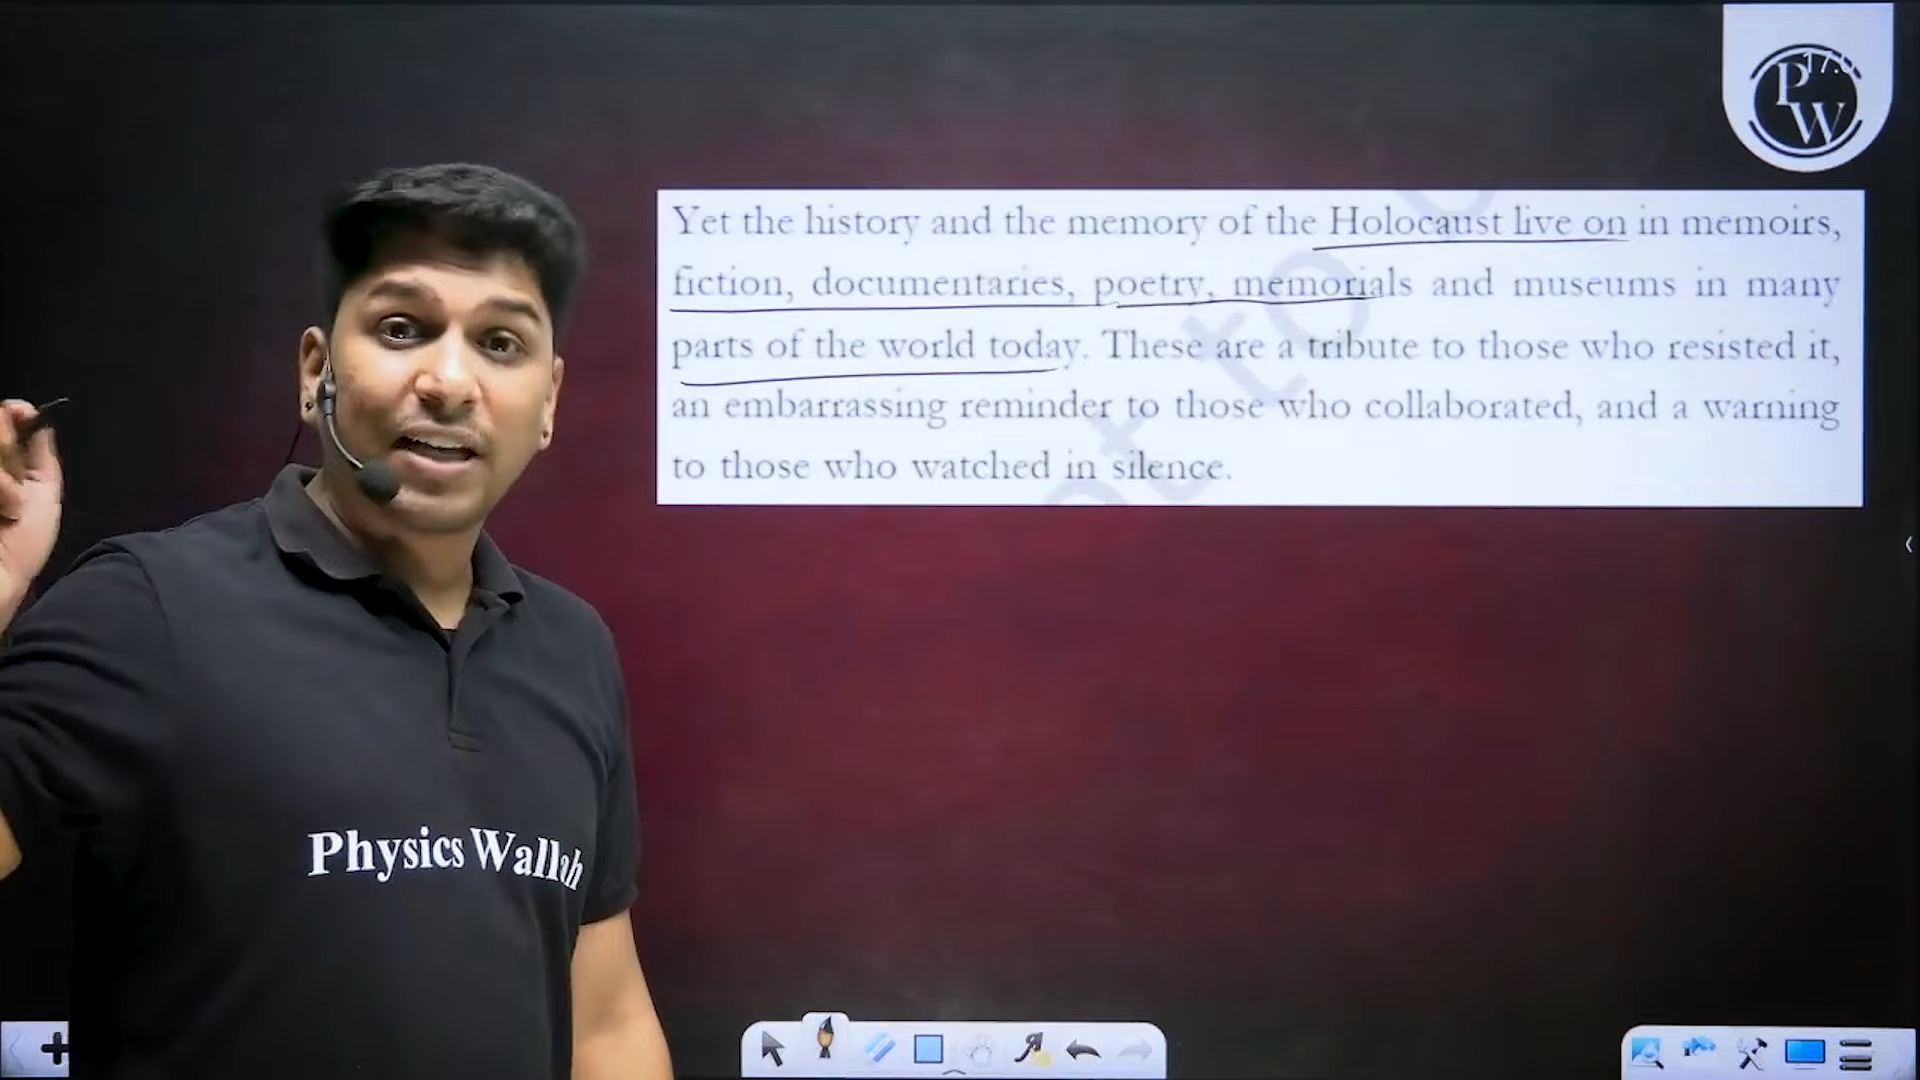 P
W
17:
Yet the history and the memory of the Holocaust live on in memoirs,
fiction, documentaries, poetry, memorials and museums in many
parts of the world today. These are a tribute to those who resisted it,
an embarrassing reminder to those who collaborated, and a warning
to those who watched in silence.
Physics Wallah